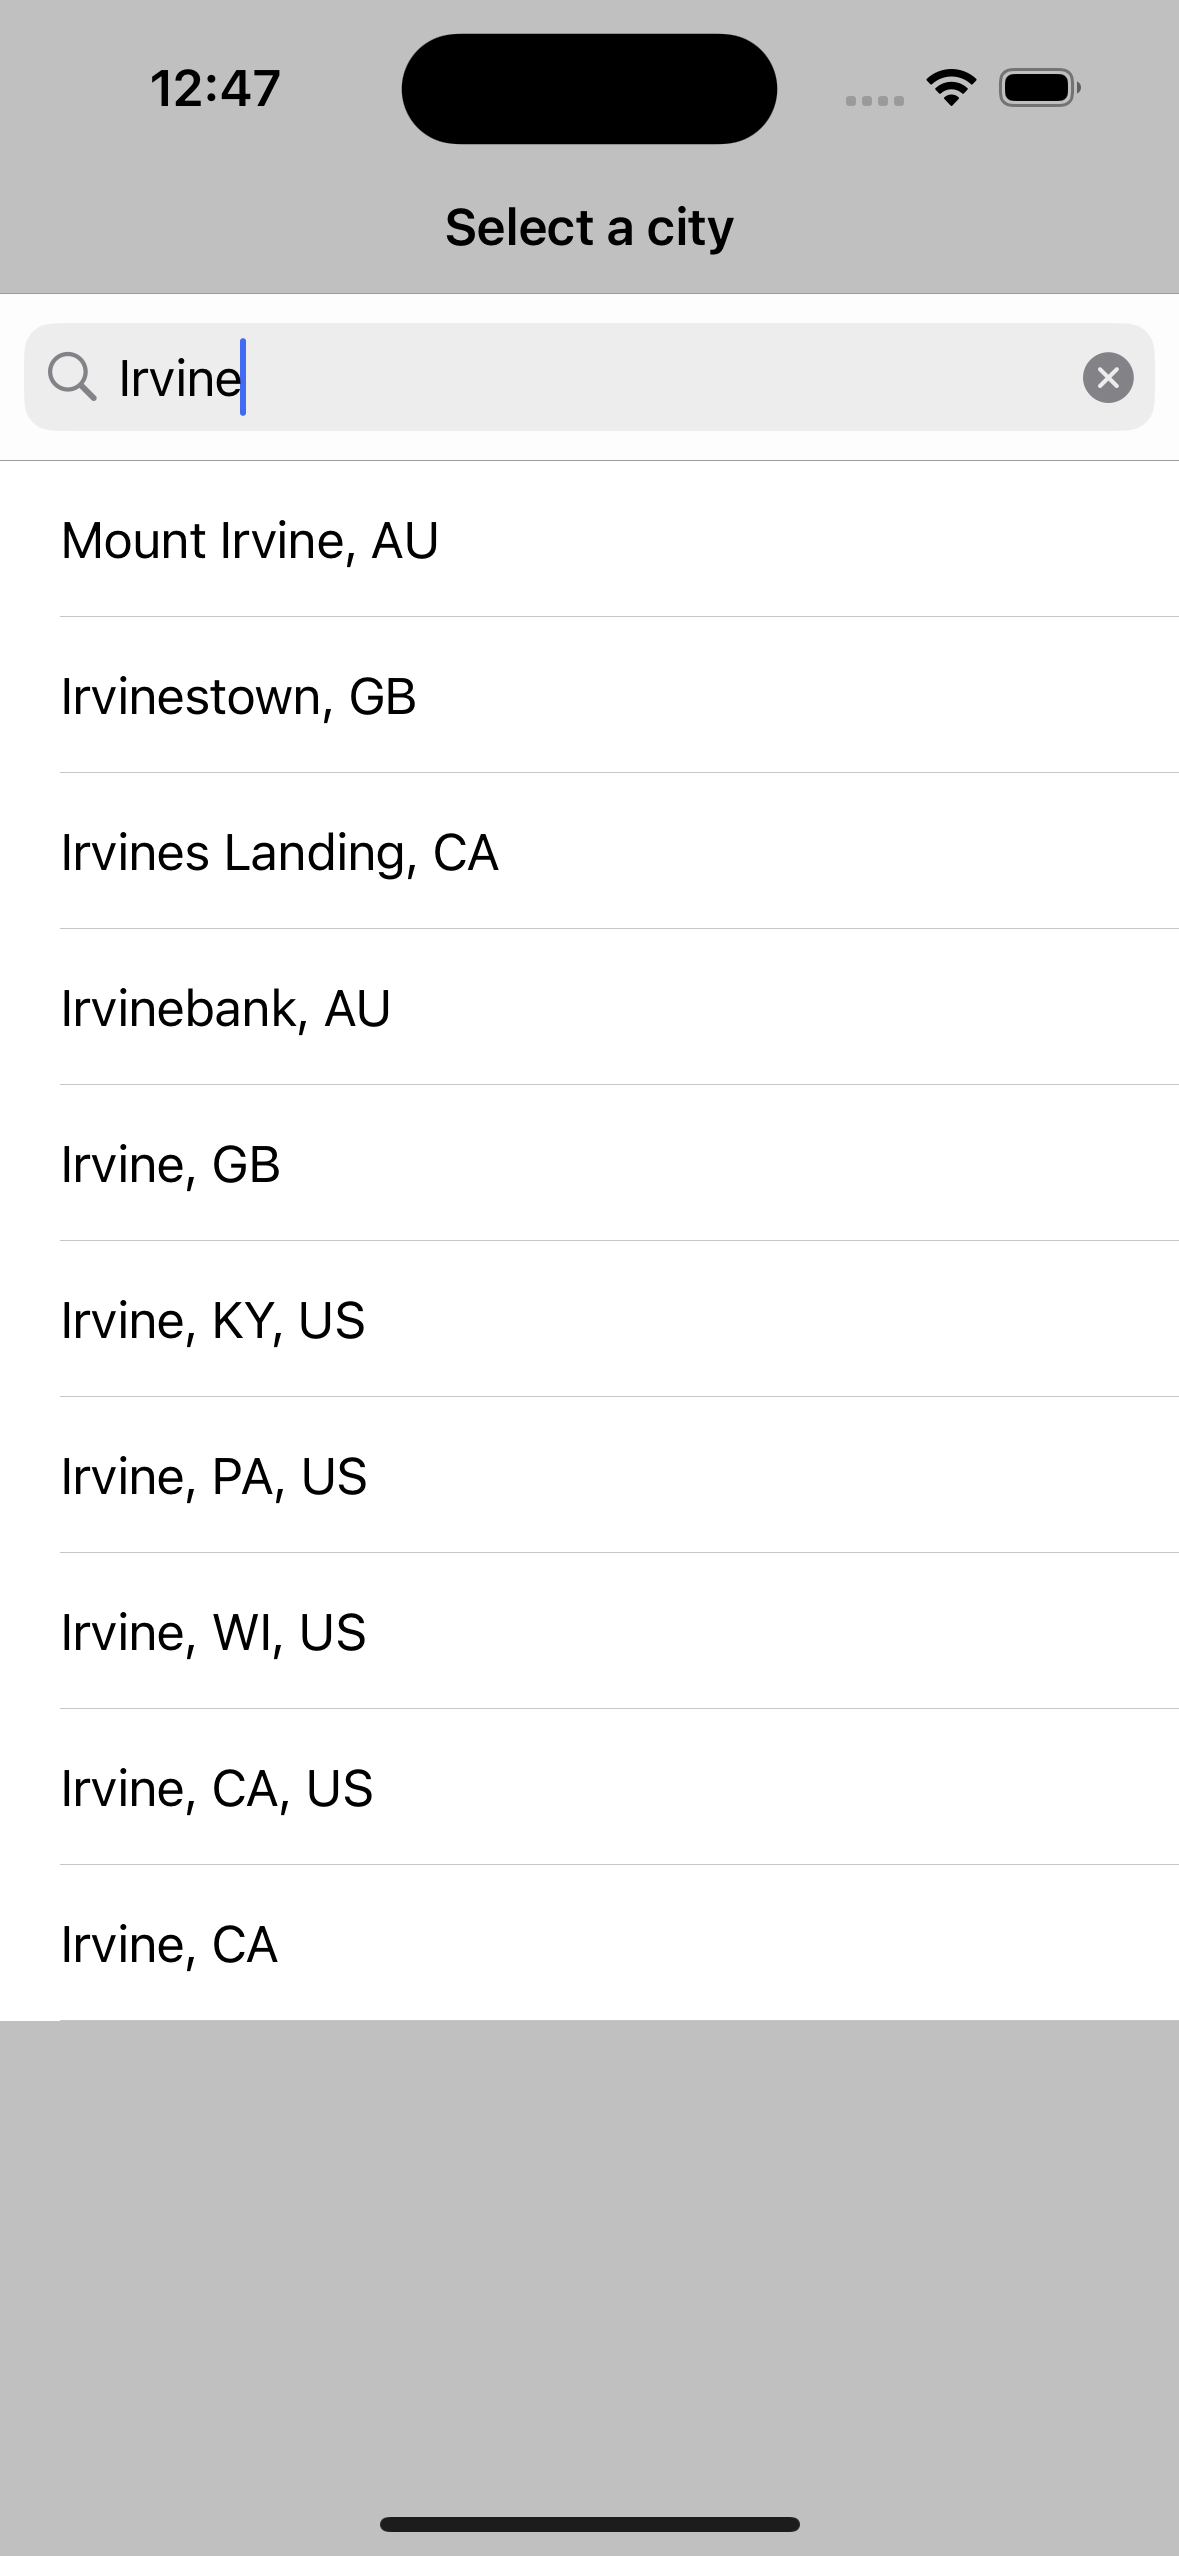 12:47
Select a city
Irvine
Mount Irvine, AU
Irvinestown, GB
Irvines Landing, CA
Irvinebank, AU
Irvine, GB
Irvine, KY, US
Irvine, PA, US
Irvine, WI, US
Irvine, CA, US
Irvine, CA